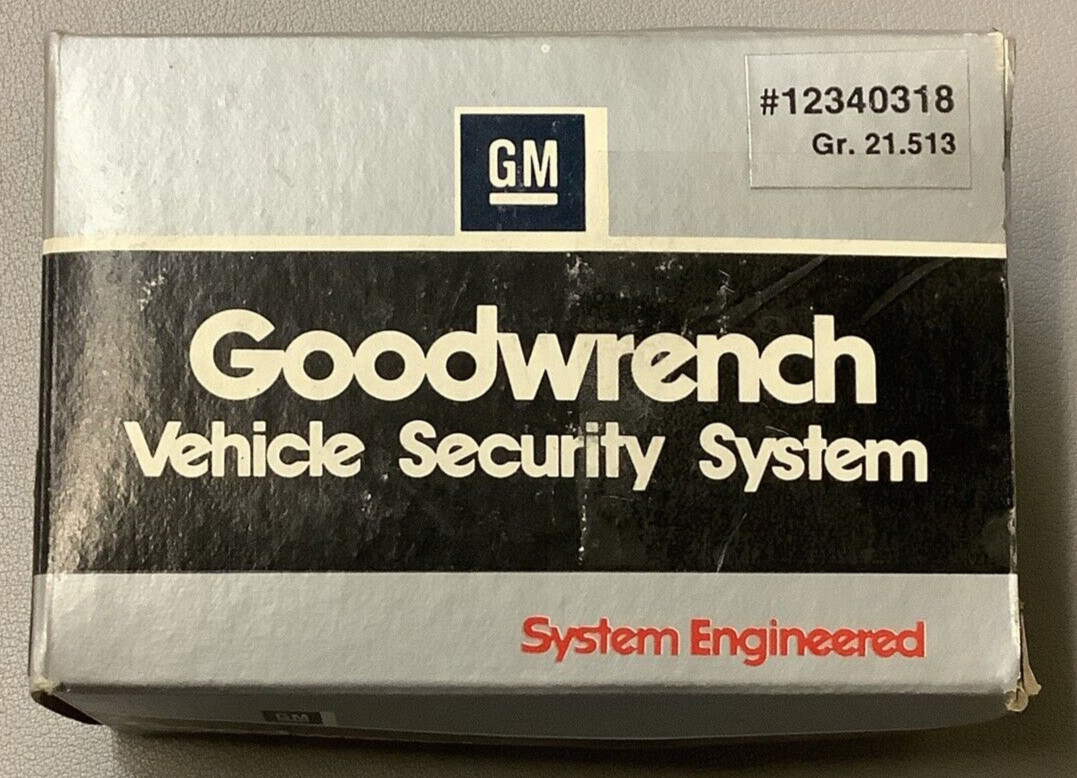 #12340318
Gr. 21.513
GM
Goodwrench
Vehicle Security System
System Engineered
GM